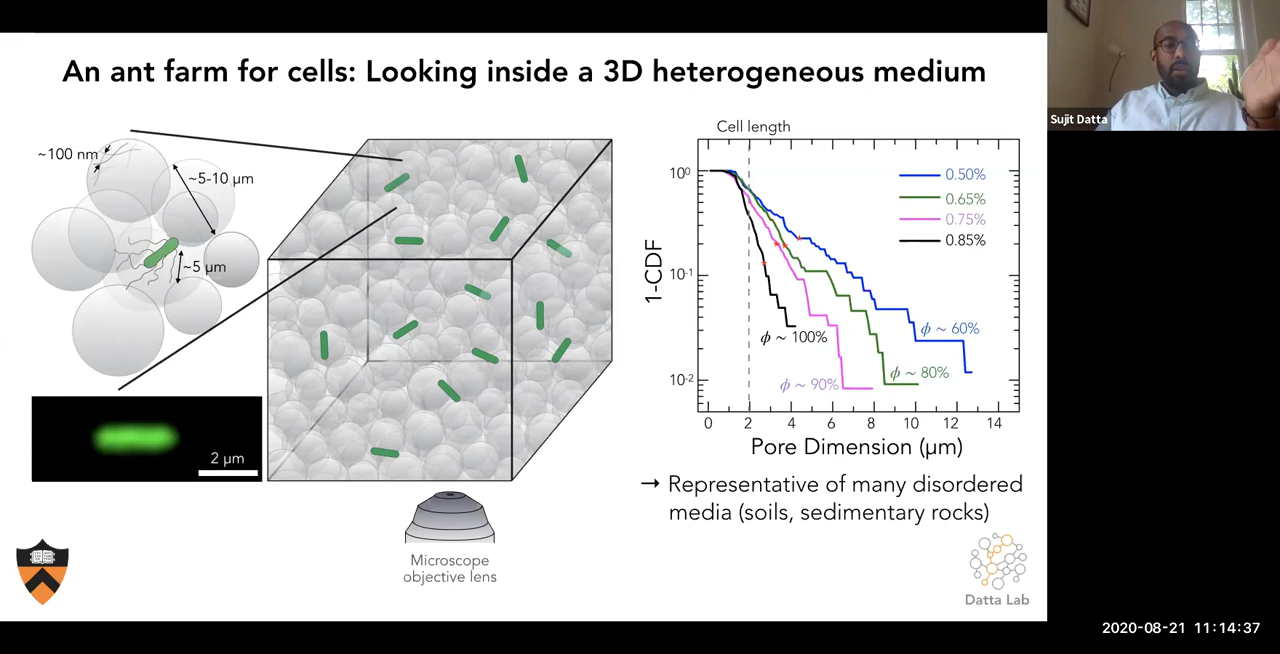 An ant farm for cells: Looking inside a 3D heterogeneous medium
~100 nm
~5-10 µm
~5 µm
2 µm
Microscope
objective lens
Cell length
10⁰
10⁻¹
10⁻²
1-CDF
0.50%
0.65%
0.75%
0.85%
ϕ ~ 60%
ϕ ~ 100%
ϕ ~ 80%
ϕ ~ 90%
0 2 4 6 8 10 12 14
Pore Dimension (µm)
→ Representative of many disordered
media (soils, sedimentary rocks)
Datta Lab
Sujit Datta
2020-08-21 11:14:37